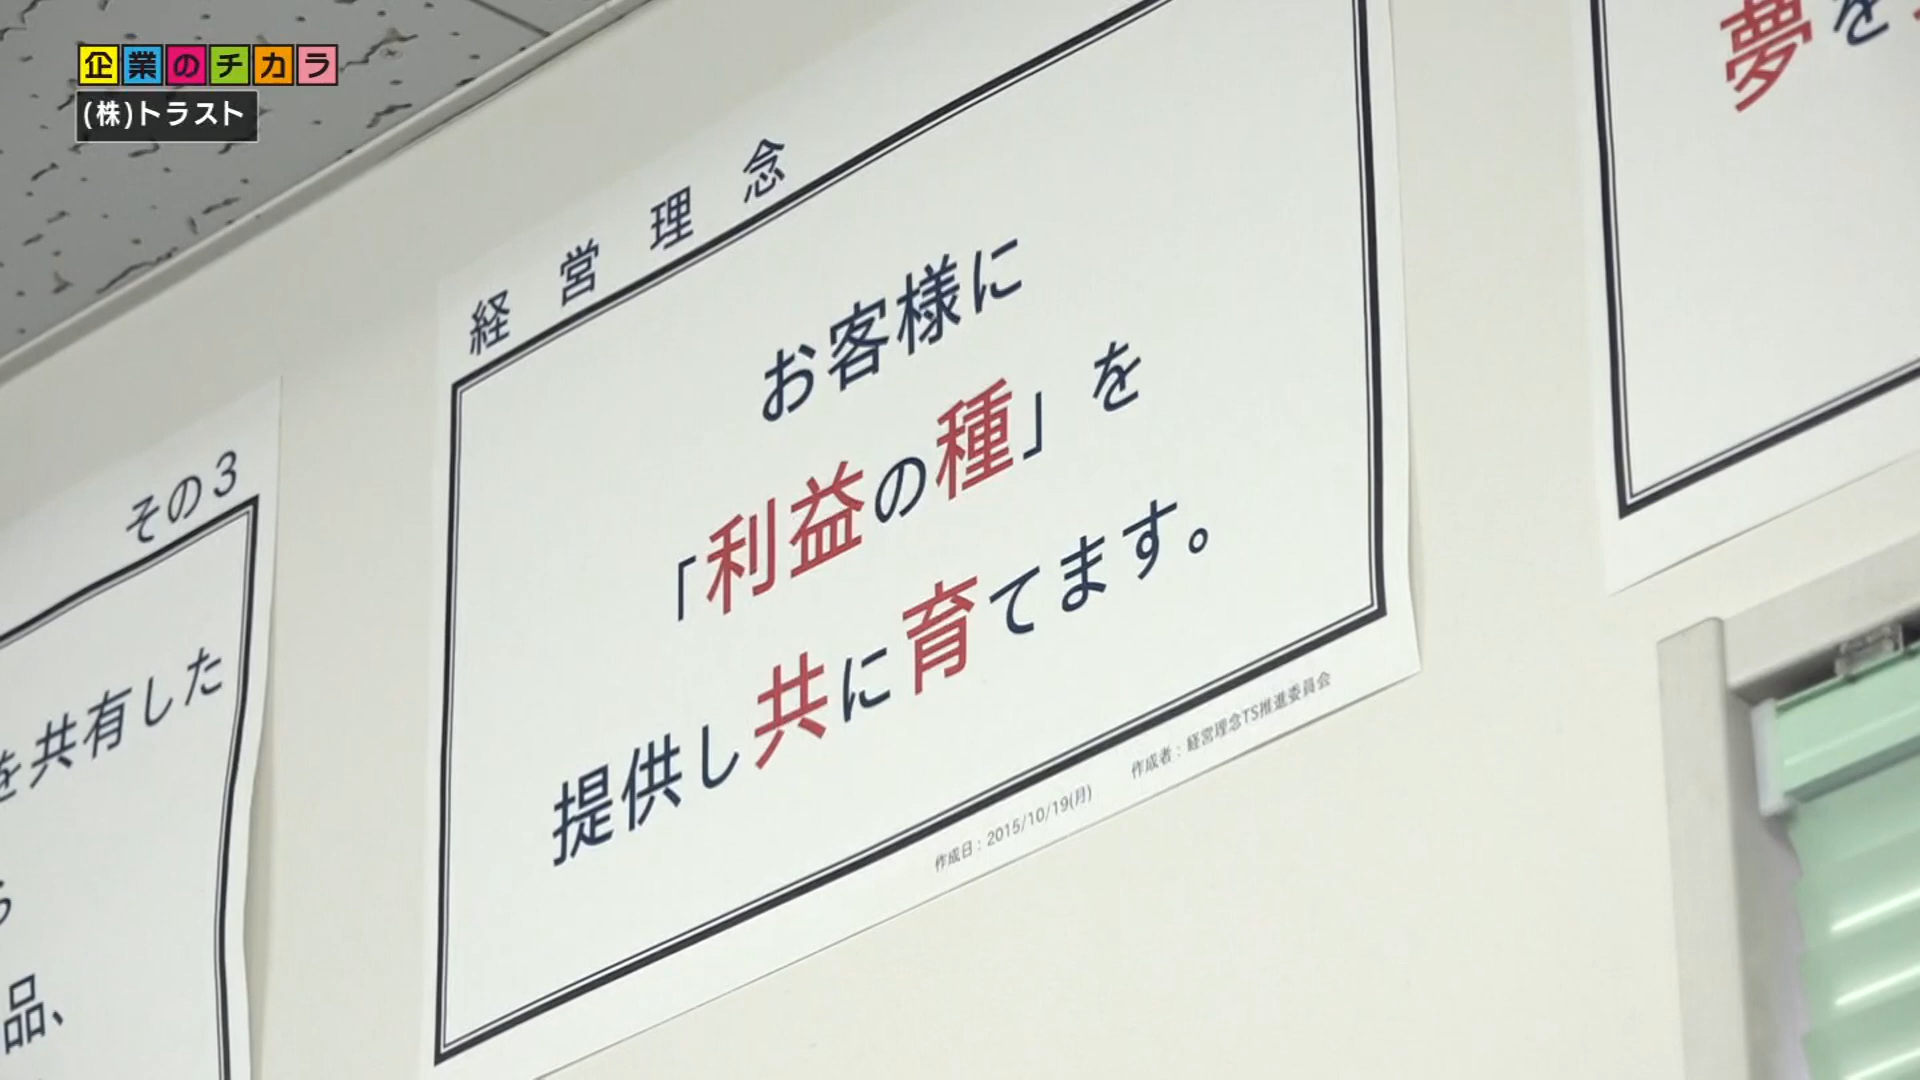 企業のチカラ
(株)トラスト
経営理念
お客様に
「利益の種」を
提供し共に育てます。
作成日：2015/10/19(月)　作成者：経営理念TS推進委員会
その3
を共有した
品、
夢を